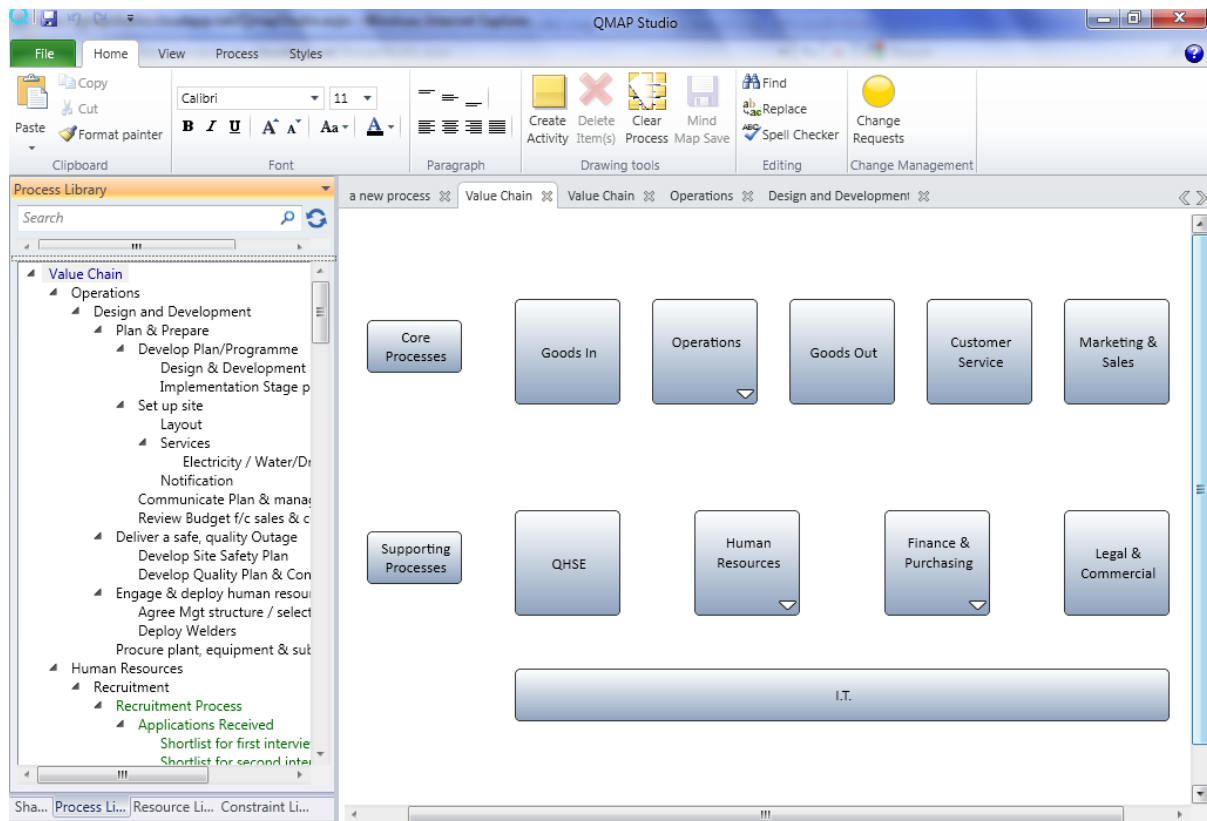 QMAP Studio
File Home View Process Styles
Copy
Cut
Paste
Format painter
Clipboard
Calibri 11
B I U A A Aa A
Font
Paragraph
Create Activity
Delete Item(s)
Clear Process
Mind Map Save
Drawing tools
Find
Replace
Spell Checker
Editing
Change Requests
Change Management
Process Library
Search
Value Chain
Operations
Design and Development
Plan & Prepare
Develop Plan/Programme
Design & Development
Implementation Stage p
Set up site
Layout
Services
Electricity / Water/Dr
Notification
Communicate Plan & manag
Review Budget f/c sales & c
Deliver a safe, quality Outage
Develop Site Safety Plan
Develop Quality Plan & Con
Engage & deploy human resour
Agree Mgt structure / select
Deploy Welders
Procure plant, equipment & sub
Human Resources
Recruitment
Recruitment Process
Applications Received
Shortlist for first intervie
Shortlist for second inter
Sha... Process Li... Resource Li... Constraint Li...
a new process Value Chain Value Chain Operations Design and Development
Core
Processes
Goods In
Operations
Goods Out
Customer
Service
Marketing &
Sales
Supporting
Processes
QHSE
Human
Resources
Finance &
Purchasing
Legal &
Commercial
I.T.